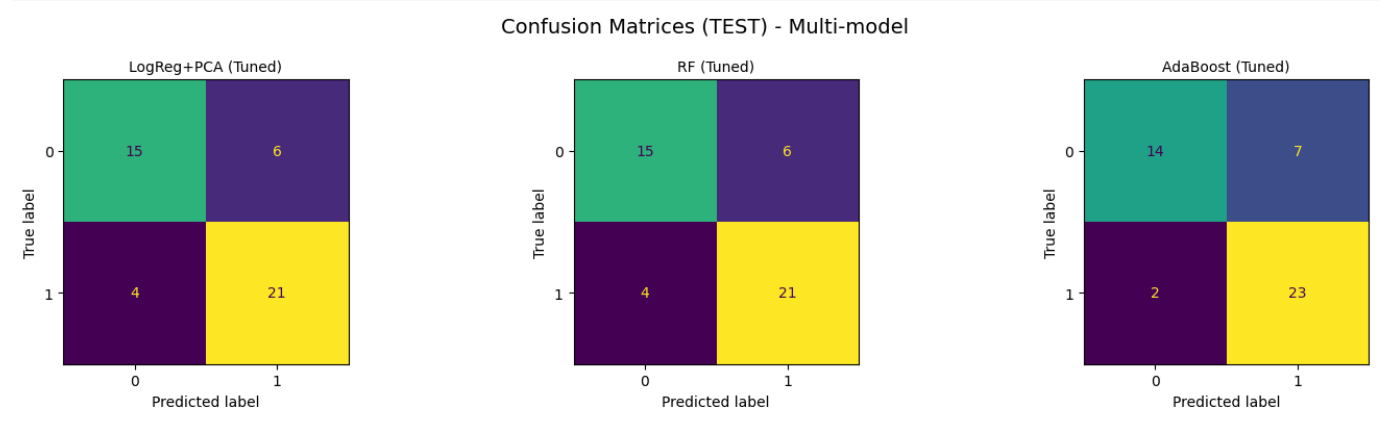 Confusion Matrices (TEST) - Multi-model
LogReg+PCA (Tuned)
True label
0
1
15
6
4
21
0
1
Predicted label
RF (Tuned)
True label
0
1
15
6
4
21
0
1
Predicted label
AdaBoost (Tuned)
True label
0
1
14
7
2
23
0
1
Predicted label